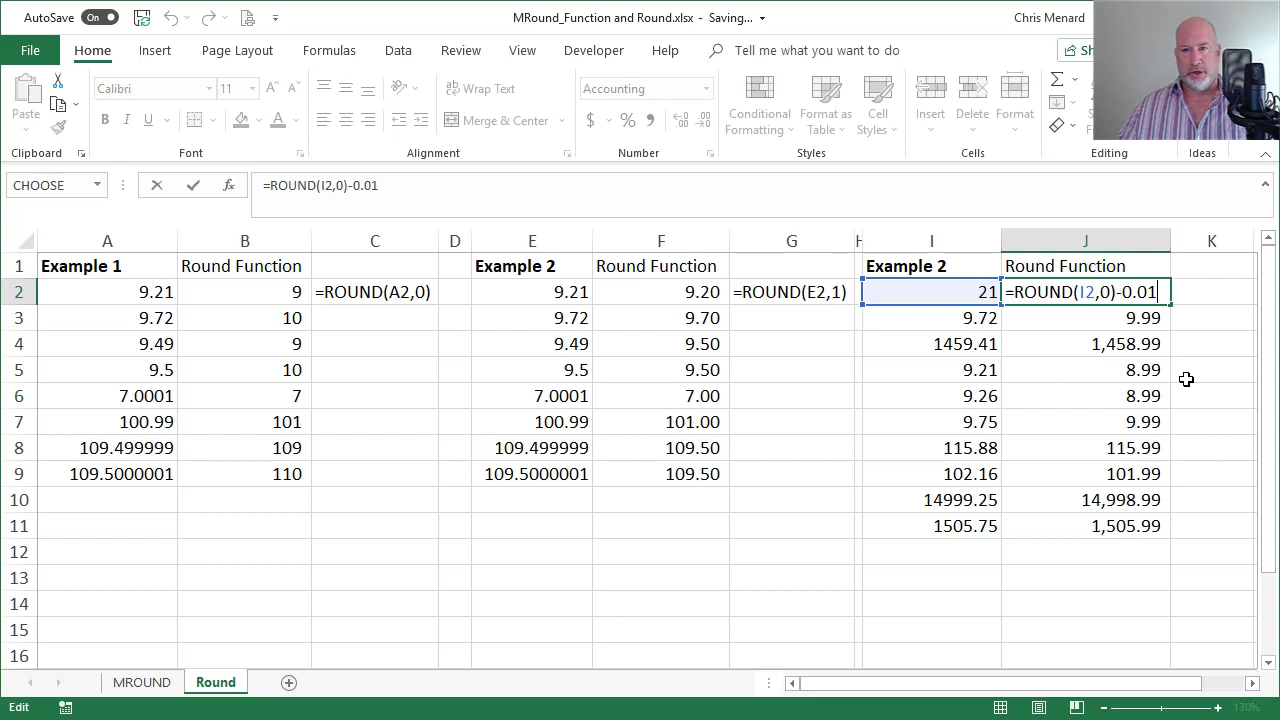 AutoSave On MRound_Function and Round.xlsx - Saving... Chris Menard
File Home Insert Page Layout Formulas Data Review View Developer Help Tell me what you want to do
Paste Calibri 11 A A Wrap Text Accounting Conditional Formatting Format as Table Cell Styles Insert Delete Format
B I U A Merge & Center $ % ,
Clipboard Font Alignment Number Styles Cells Editing Ideas
CHOOSE fx =ROUND(I2,0)-0.01
A B C D E F G H I J K
1 Example 1 Round Function Example 2 Round Function Example 2 Round Function
2 9.21 9 =ROUND(A2,0) 9.21 9.20 =ROUND(E2,1) 21 =ROUND(I2,0)-0.01
3 9.72 10 9.72 9.70 9.72 9.99
4 9.49 9 9.49 9.50 1459.41 1,458.99
5 9.5 10 9.5 9.50 9.21 8.99
6 7.0001 7 7.0001 7.00 9.26 8.99
7 100.99 101 100.99 101.00 9.75 9.99
8 109.499999 109 109.499999 109.50 115.88 115.99
9 109.5000001 110 109.5000001 109.50 102.16 101.99
10 14999.25 14,998.99
11 1505.75 1,505.99
12
13
14
15
16
MROUND Round
Edit 130%